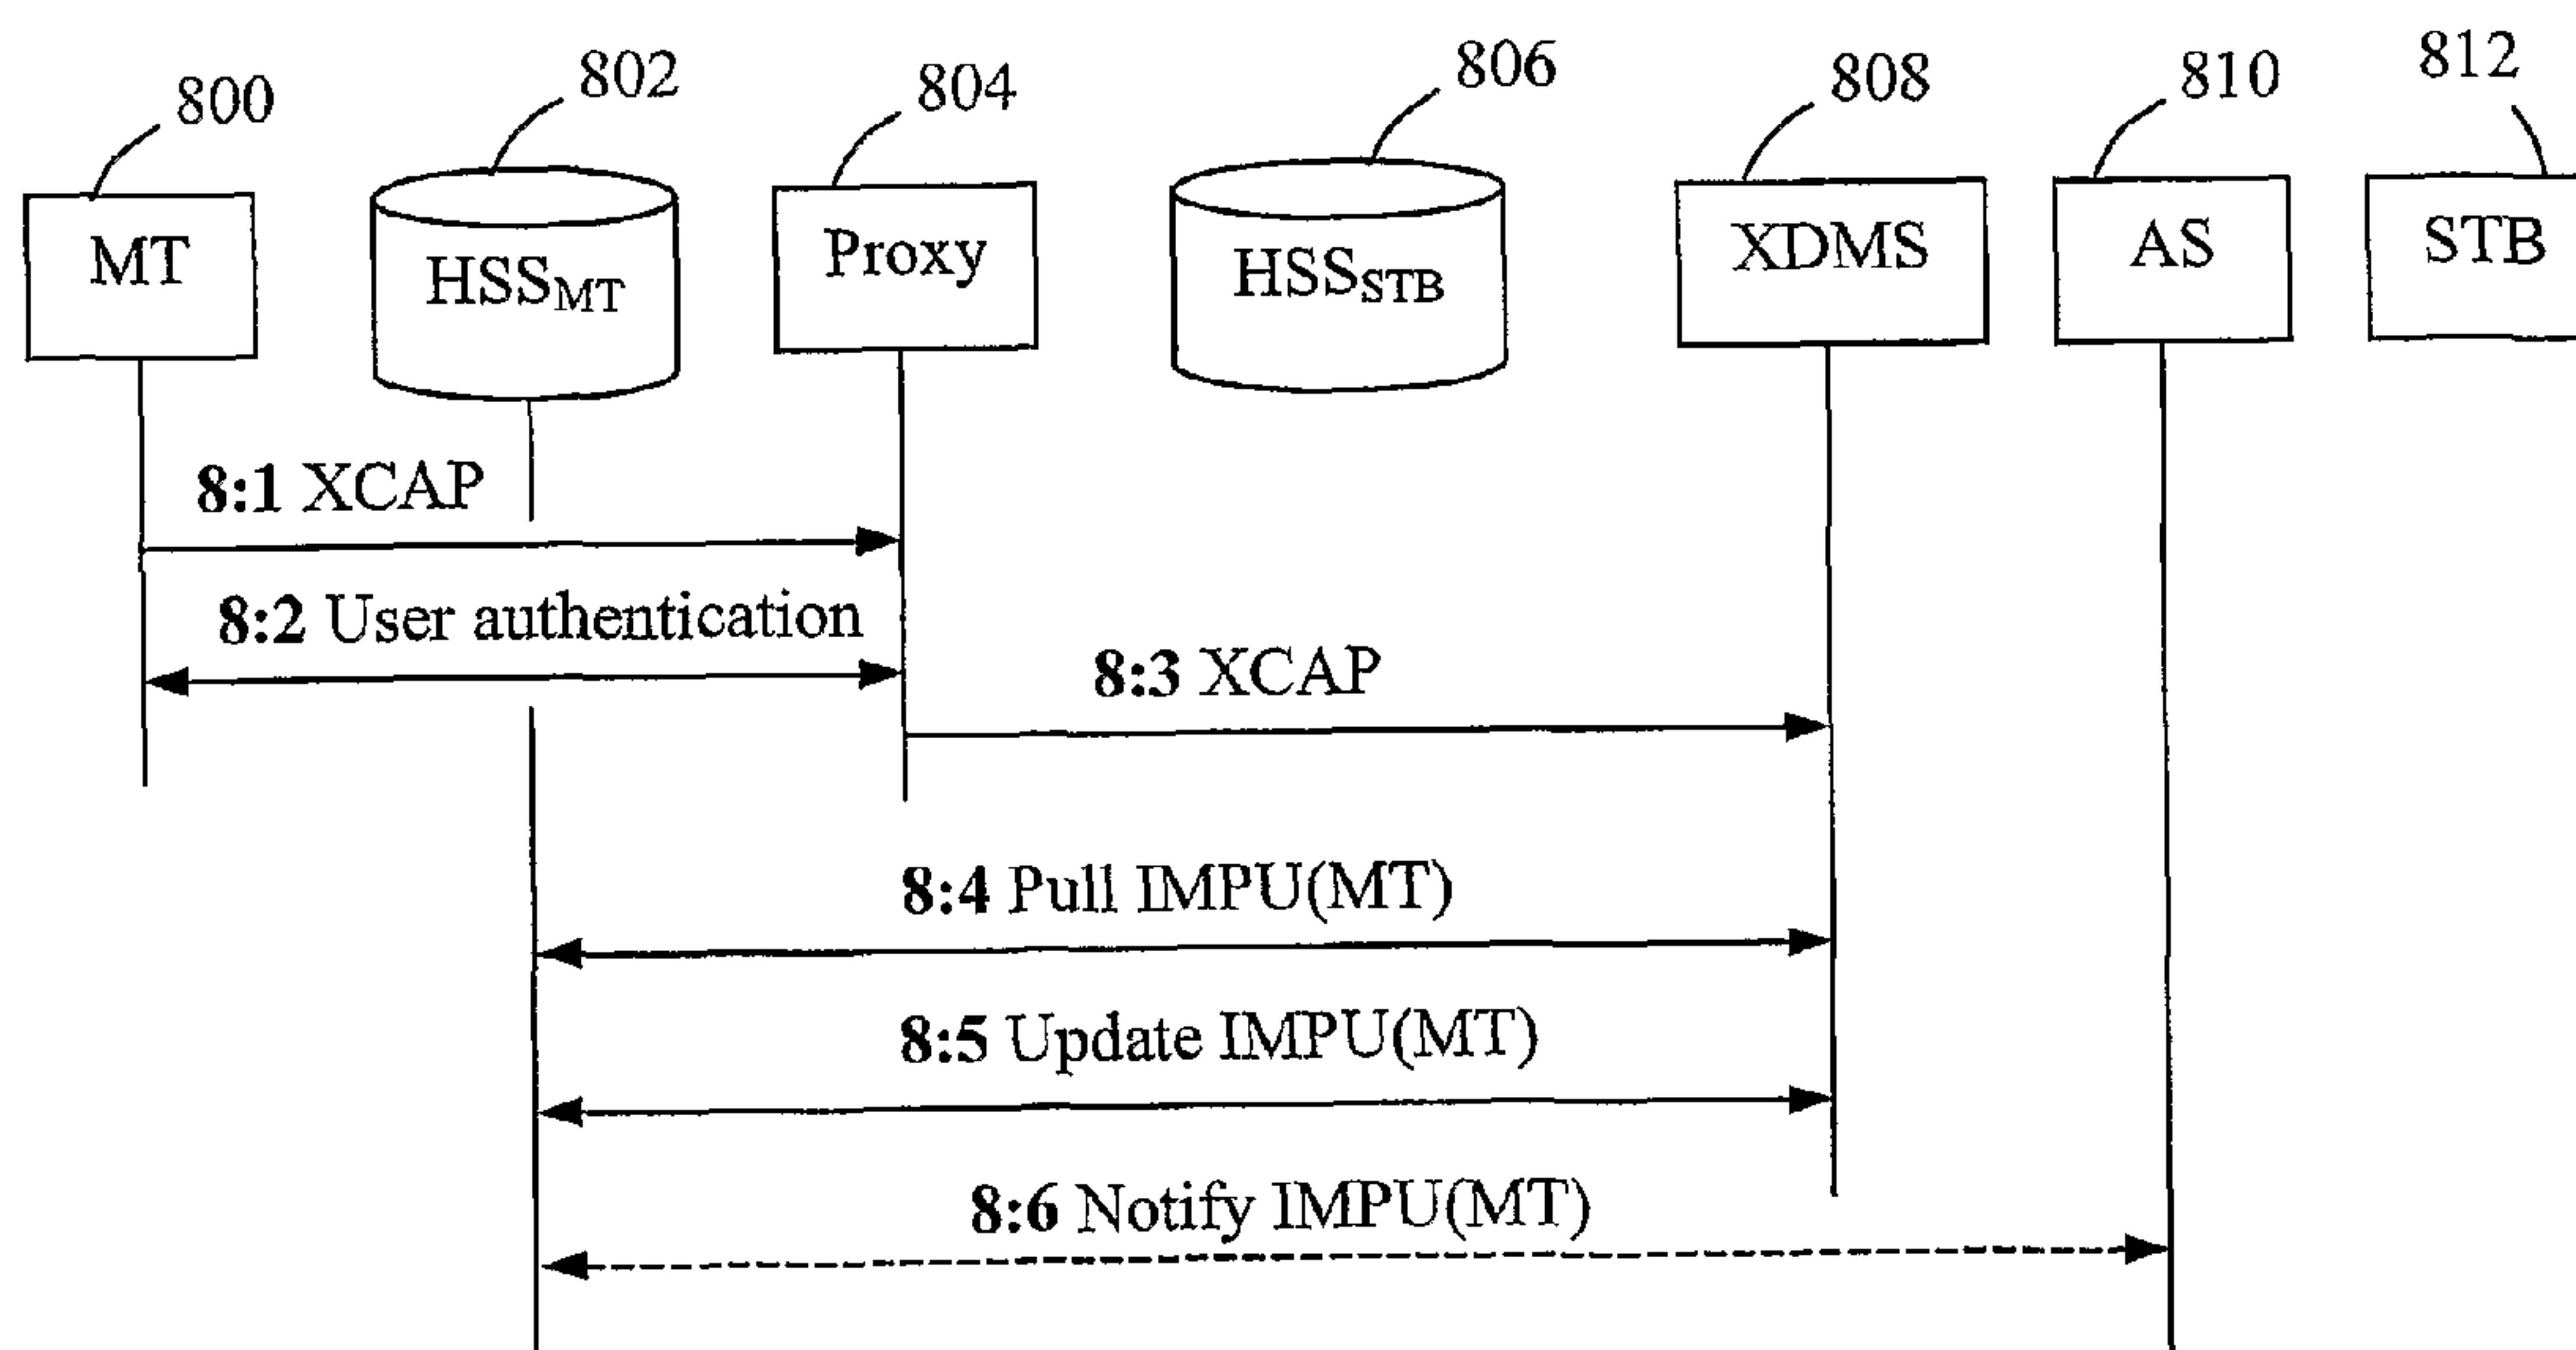 800
802
804
806
808
810
812
MT
HSSMT
Proxy
HSSSTB
XDMS
AS
STB
8:1 XCAP
8:2 User authentication
8:3 XCAP
8:4 Pull IMPU(MT)
8:5 Update IMPU(MT)
8:6 Notify IMPU(MT)